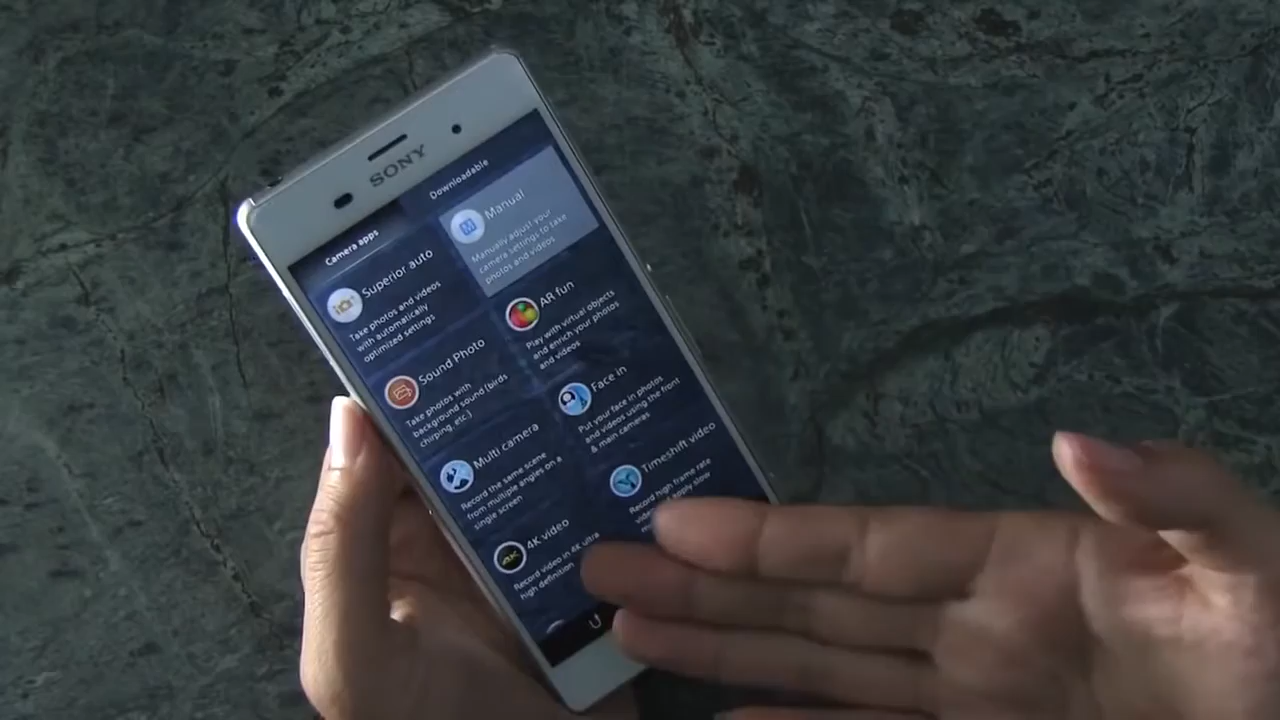 SONY
Camera apps
Downloadable
Superior auto
Take photos and videos
with automatically
optimized settings
Manual
Manually adjust your
camera settings to take
photos and videos
Sound Photo
Take photos with
background sound (birds
chirping, etc.)
AR fun
Play with virtual objects
and enrich your photos
and videos
Multi camera
Record the same scene
from multiple angles on a
single screen
Face in
Put your face in photos
and videos using the front
& main cameras
4K video
4K
Record video in 4K ultra
high definition
Timeshift video
Record high frame rate
apply slow